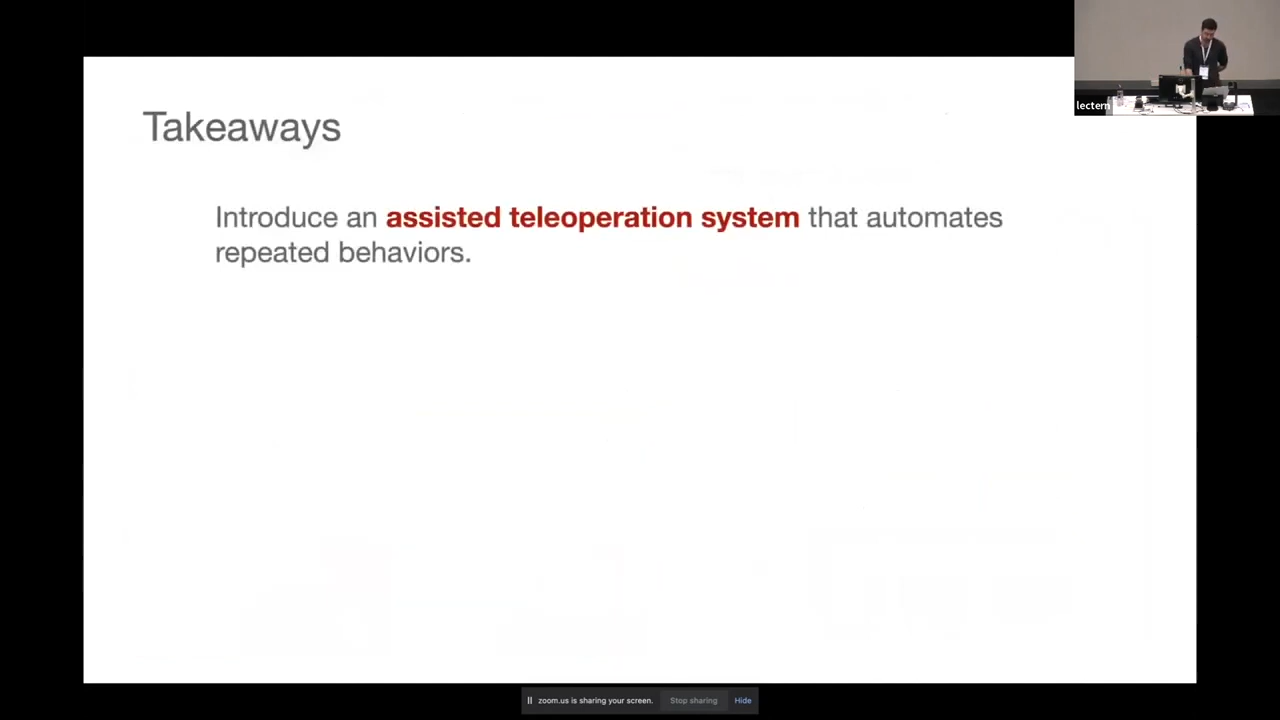 lectern
Takeaways
Introduce an assisted teleoperation system that automates
repeated behaviors.
zoom.us is sharing your screen. Stop sharing Hide